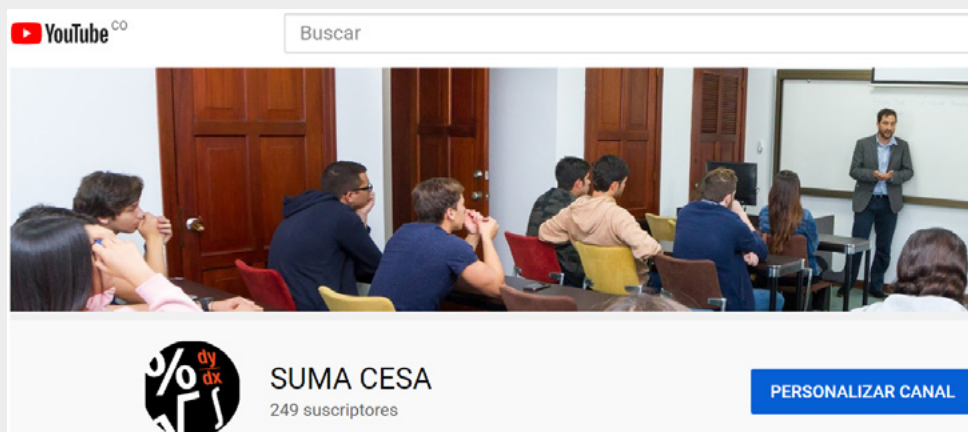 YouTube CO
Buscar
% dy
dx
√ ∫
SUMA CESA
249 suscriptores
PERSONALIZAR CANAL